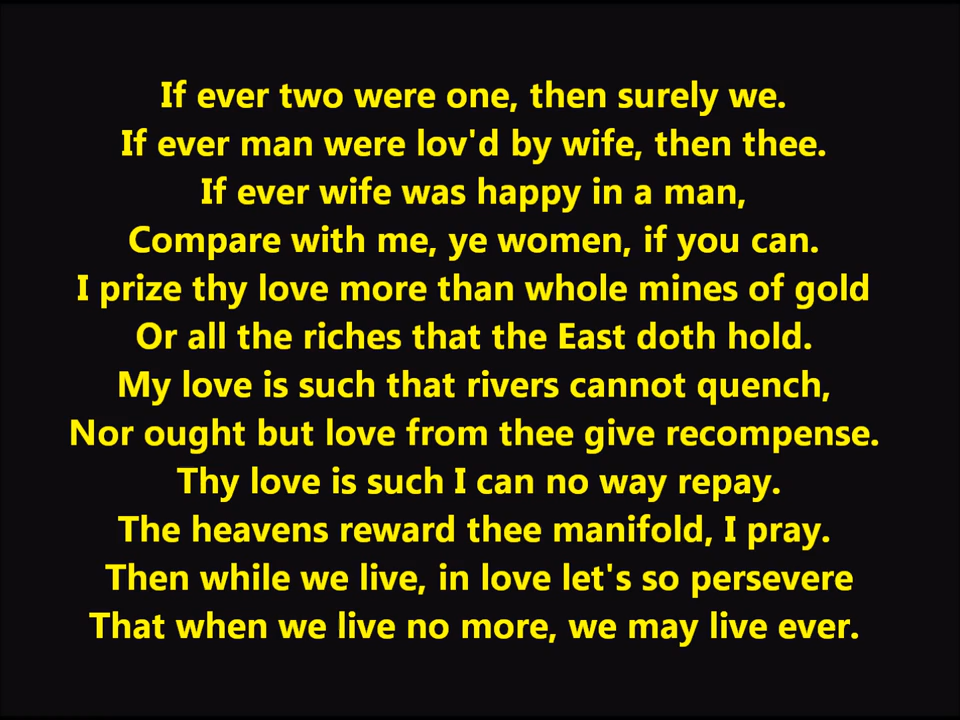 If ever two were one, then surely we.
If ever man were lov'd by wife, then thee.
If ever wife was happy in a man,
Compare with me, ye women, if you can.
I prize thy love more than whole mines of gold
Or all the riches that the East doth hold.
My love is such that rivers cannot quench,
Nor ought but love from thee give recompense.
Thy love is such I can no way repay.
The heavens reward thee manifold, I pray.
Then while we live, in love let's so persevere
That when we live no more, we may live ever.